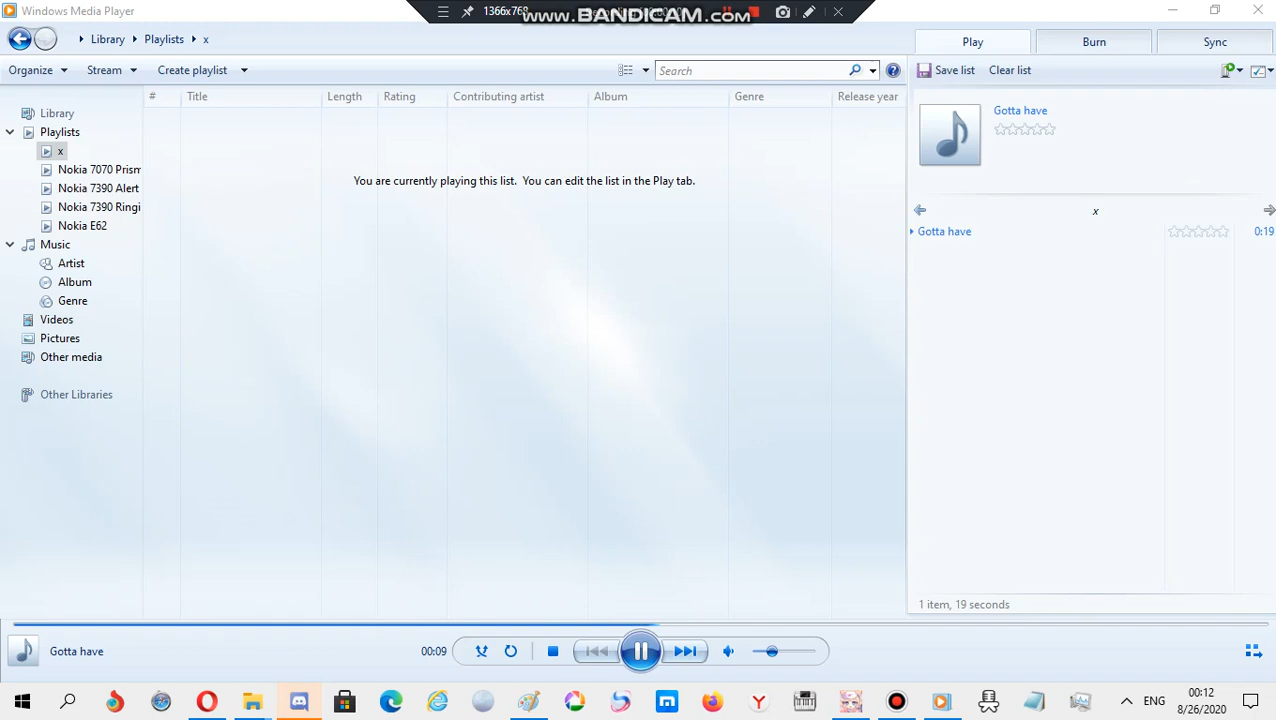 Windows Media Player
1366x768
www.BANDICAM.com
Library
Playlists
x
Play
Burn
Sync
Organize
Stream
Create playlist
Search
Save list
Clear list
#
Title
Length
Rating
Contributing artist
Album
Genre
Release year
Library
Playlists
x
Nokia 7070 Prism
Nokia 7390 Alert
Nokia 7390 Ringi
Nokia E62
Music
Artist
Album
Genre
Videos
Pictures
Other media
Other Libraries
You are currently playing this list. You can edit the list in the Play tab.
Gotta have
x
Gotta have
0:19
1 item, 19 seconds
Gotta have
00:09
ENG
00:12
8/26/2020